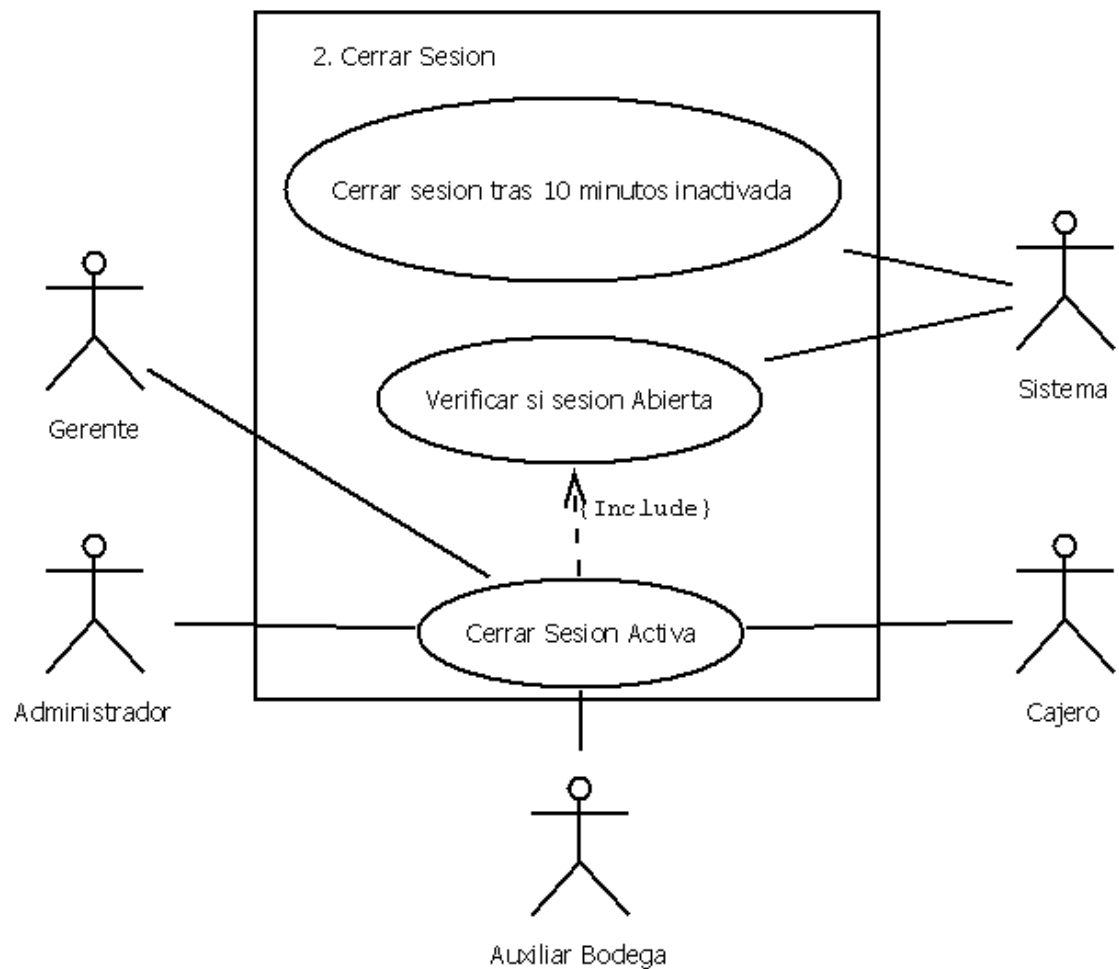 2. Cerrar Sesion
Cerrar sesion tras 10 minutos inactivada
Sistema
Verificar si sesion Abierta
Gerente
{Include}
Cerrar Sesion Activa
Administrador
Cajero
Auxiliar Bodega